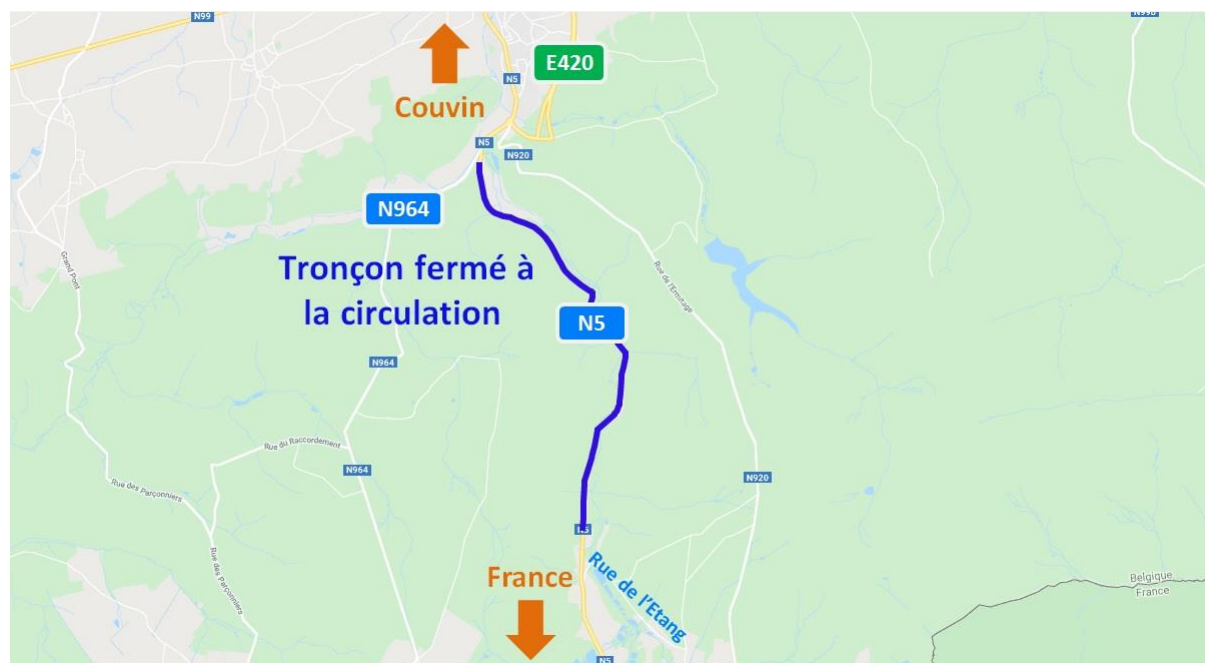 N99
N990
E420
N5
Couvin
N5
N920
N964
Grand Pont
Tronçon fermé à
la circulation
Rue de l'Ermitage
N5
N964
Rue du Raccordement
N964
Rue des Parçonniers
N920
N5
Rue des Parçonniers
Rue de l'Etang
France
Belgique
France
N5